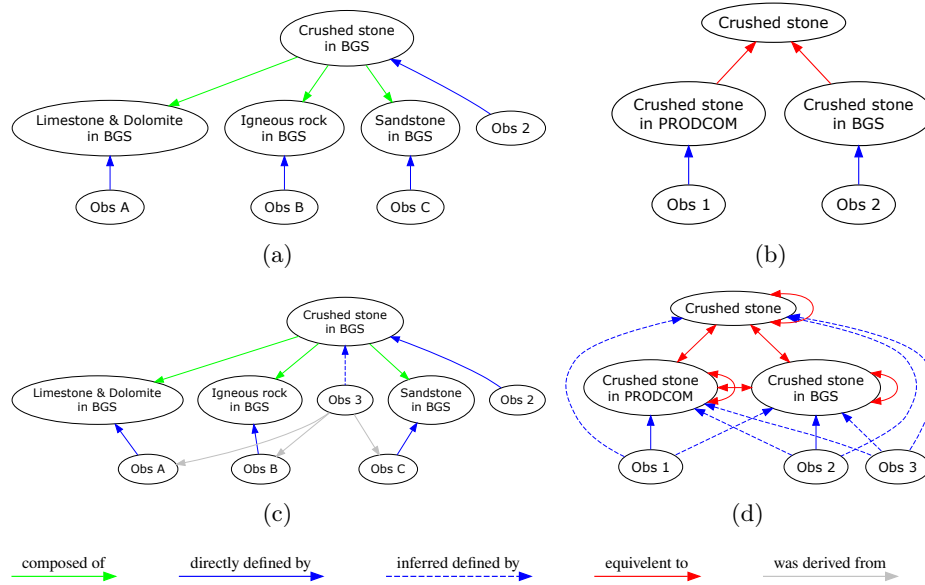 Crushed stone
in BGS
Limestone & Dolomite
in BGS
Igneous rock
in BGS
Sandstone
in BGS
Obs 2
Obs A
Obs B
Obs C
(a)
Crushed stone
Crushed stone
in PRODCOM
Crushed stone
in BGS
Obs 1
Obs 2
(b)
Crushed stone
in BGS
Limestone & Dolomite
in BGS
Igneous rock
in BGS
Obs 3
Sandstone
in BGS
Obs 2
Obs A
Obs B
Obs C
(c)
Crushed stone
Crushed stone
in PRODCOM
Crushed stone
in BGS
Obs 1
Obs 2
Obs 3
(d)
composed of
directly defined by
inferred defined by
equivelent to
was derived from